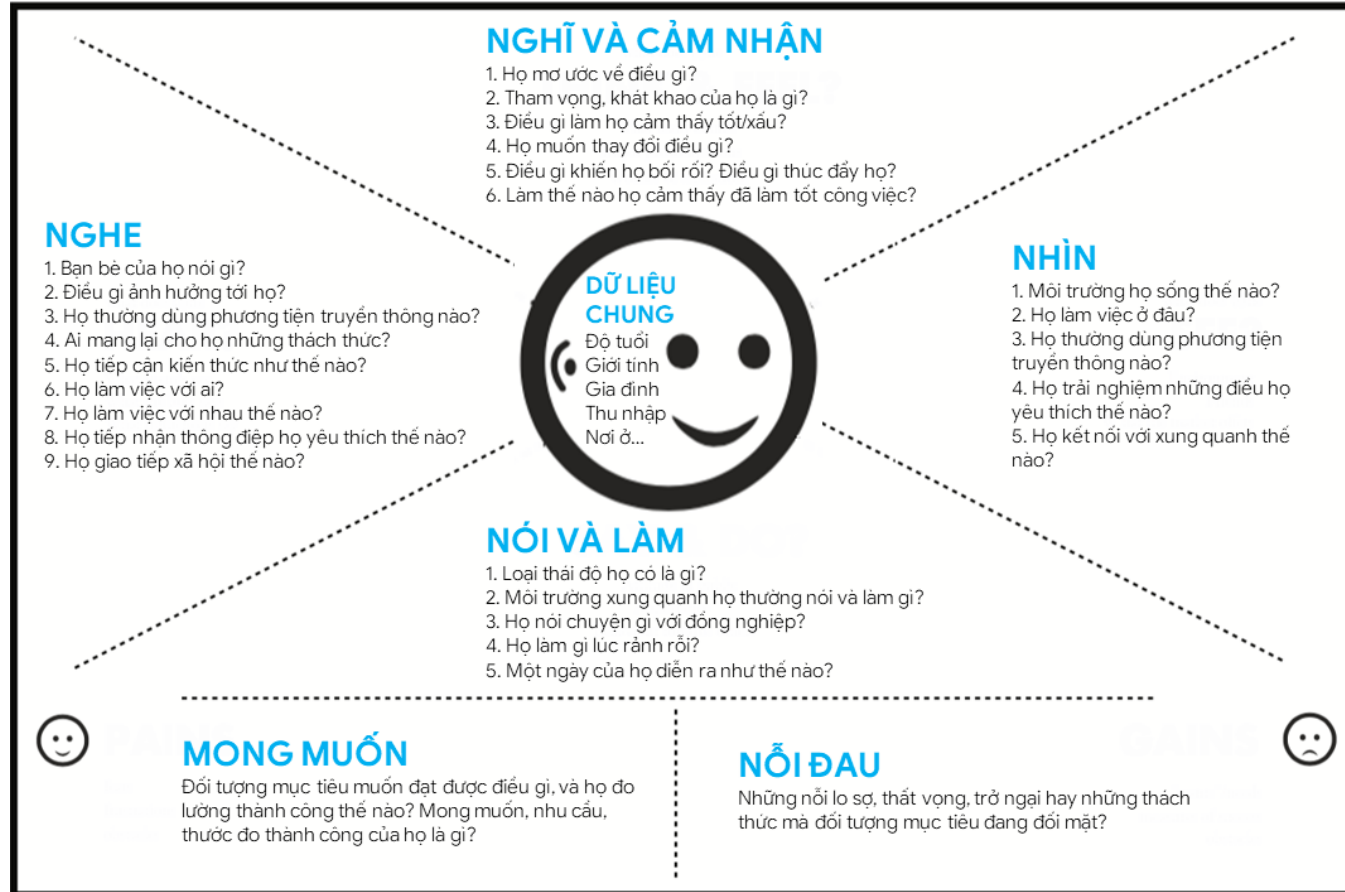 NGHĨ VÀ CẢM NHẬN
1. Họ mơ ước về điều gì?
2. Tham vọng, khát khao của họ là gì?
3. Điều gì làm họ cảm thấy tốt/xấu?
4. Họ muốn thay đổi điều gì?
5. Điều gì khiến họ bối rối? Điều gì thúc đẩy họ?
6. Làm thế nào họ cảm thấy đã làm tốt công việc?
NGHE
1. Bạn bè của họ nói gì?
2. Điều gì ảnh hưởng tới họ?
3. Họ thường dùng phương tiện truyền thông nào?
4. Ai mang lại cho họ những thách thức?
5. Họ tiếp cận kiến thức như thế nào?
6. Họ làm việc với ai?
7. Họ làm việc với nhau thế nào?
8. Họ tiếp nhận thông điệp họ yêu thích thế nào?
9. Họ giao tiếp xã hội thế nào?
DỮ LIỆU
CHUNG
Độ tuổi
Giới tính
Gia đình
Thu nhập
Nơi ở...
NHÌN
1. Môi trường họ sống thế nào?
2. Họ làm việc ở đâu?
3. Họ thường dùng phương tiện
truyền thông nào?
4. Họ trải nghiệm những điều họ
yêu thích thế nào?
5. Họ kết nối với xung quanh thế
nào?
NÓI VÀ LÀM
1. Loại thái độ họ có là gì?
2. Môi trường xung quanh họ thường nói và làm gì?
3. Họ nói chuyện gì với đồng nghiệp?
4. Họ làm gì lúc rảnh rỗi?
5. Một ngày của họ diễn ra như thế nào?
MONG MUỐN
Đối tượng mục tiêu muốn đạt được điều gì, và họ đo
lường thành công thế nào? Mong muốn, nhu cầu,
thước đo thành công của họ là gì?
GAINS
NỖI ĐAU
Những nỗi lo sợ, thất vọng, trở ngại hay những thách
thức mà đối tượng mục tiêu đang đối mặt?